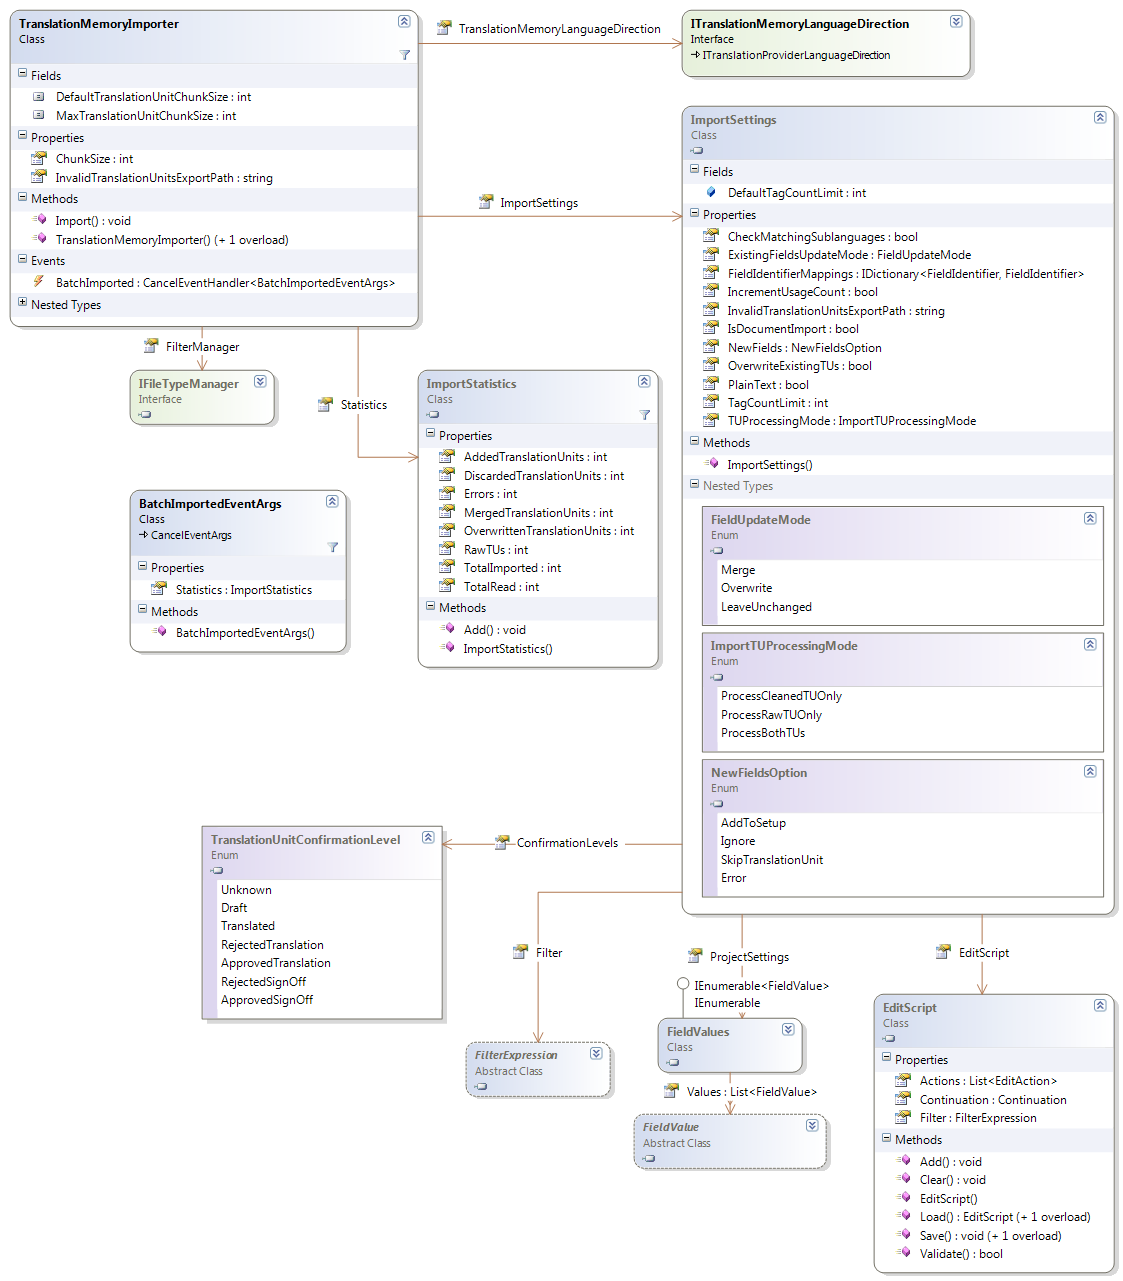 TranslationMemoryImporter
Class
Fields
DefaultTranslationUnitChunkSize : int
MaxTranslationUnitChunkSize : int
Properties
ChunkSize : int
InvalidTranslationUnitsExportPath : string
Methods
Import() : void
TranslationMemoryImporter() (+ 1 overload)
Events
BatchImported : CancelEventHandler<BatchImportedEventArgs>
Nested Types
TranslationMemoryLanguageDirection
ITranslationMemoryLanguageDirection
Interface
ITranslationProviderLanguageDirection
ImportSettings
ImportSettings
Class
Fields
DefaultTagCountLimit : int
Properties
CheckMatchingSublanguages : bool
ExistingFieldsUpdateMode : FieldUpdateMode
FieldIdentifierMappings : IDictionary<FieldIdentifier, FieldIdentifier>
IncrementUsageCount : bool
InvalidTranslationUnitsExportPath : string
IsDocumentImport : bool
NewFields : NewFieldsOption
OverwriteExistingTUs : bool
PlainText : bool
TagCountLimit : int
TUProcessingMode : ImportTUProcessingMode
Methods
ImportSettings()
Nested Types
FieldUpdateMode
Enum
Merge
Overwrite
LeaveUnchanged
ImportTUProcessingMode
Enum
ProcessCleanedTUOnly
ProcessRawTUOnly
ProcessBothTUs
NewFieldsOption
Enum
AddToSetup
Ignore
SkipTranslationUnit
Error
FilterManager
IFileTypeManager
Interface
Statistics
ImportStatistics
Class
Properties
AddedTranslationUnits : int
DiscardedTranslationUnits : int
Errors : int
MergedTranslationUnits : int
OverwrittenTranslationUnits : int
RawTUs : int
TotalImported : int
TotalRead : int
Methods
Add() : void
ImportStatistics()
BatchImportedEventArgs
Class
CancelEventArgs
Properties
Statistics : ImportStatistics
Methods
BatchImportedEventArgs()
ConfirmationLevels
TranslationUnitConfirmationLevel
Enum
Unknown
Draft
Translated
RejectedTranslation
ApprovedTranslation
RejectedSignOff
ApprovedSignOff
Filter
FilterExpression
Abstract Class
ProjectSettings
IEnumerable<FieldValue>
IEnumerable
FieldValues
Class
Values : List<FieldValue>
FieldValue
Abstract Class
EditScript
EditScript
Class
Properties
Actions : List<EditAction>
Continuation : Continuation
Filter : FilterExpression
Methods
Add() : void
Clear() : void
EditScript()
Load() : EditScript (+ 1 overload)
Save() : void (+ 1 overload)
Validate() : bool